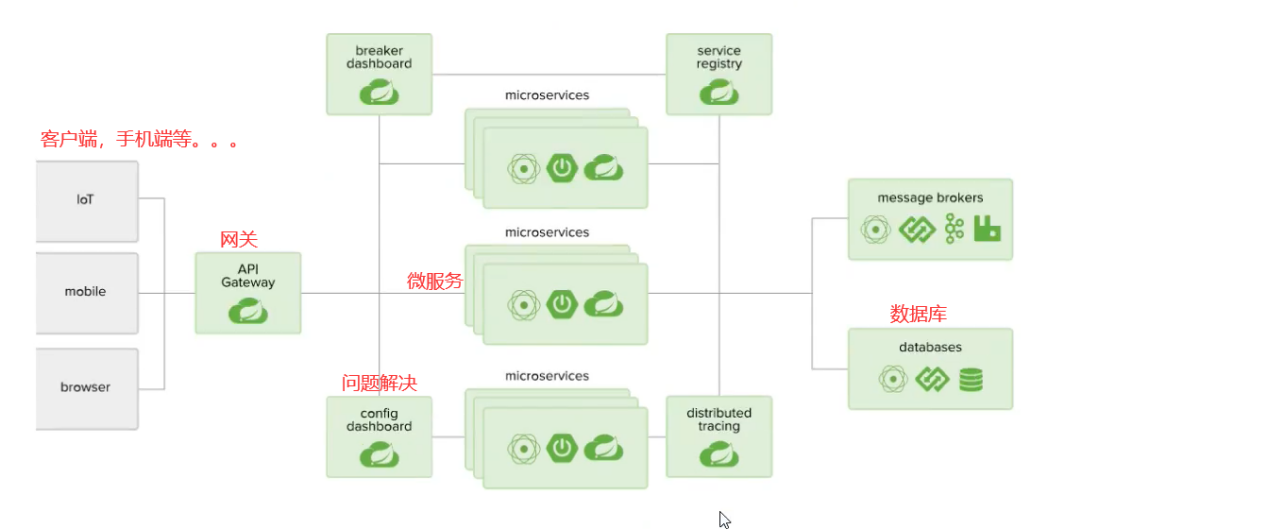 breaker
dashboard
service
registry
microservices
客户端，手机端等。。。
IoT
mobile
browser
网关
API
Gateway
microservices
微服务
message brokers
数据库
databases
问题解决
config
dashboard
microservices
distributed
tracing